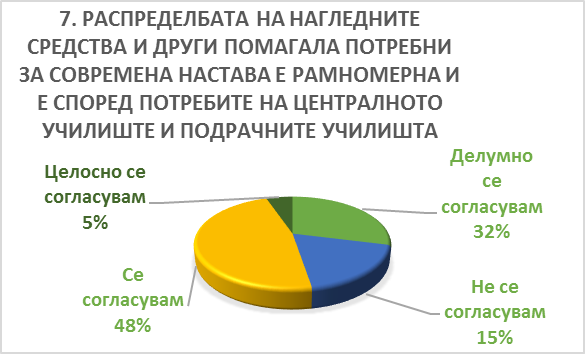 7. РАСПРЕДЕЛБАТА НА НАГЛЕДНИТЕ
СРЕДСТВА И ДРУГИ ПОМАГАЛА ПОТРЕБНИ
ЗА СОВРЕМЕНА НАСТАВА Е РАМНОМЕРНА И
Е СПОРЕД ПОТРЕБИТЕ НА ЦЕНТРАЛНОТО
УЧИЛИШТЕ И ПОДРАЧНИТЕ УЧИЛИШТА
Целосно се
согласувам
5%
Делумно
се
согласувам
32%
Се
согласувам
48%
Не се
согласувам
15%